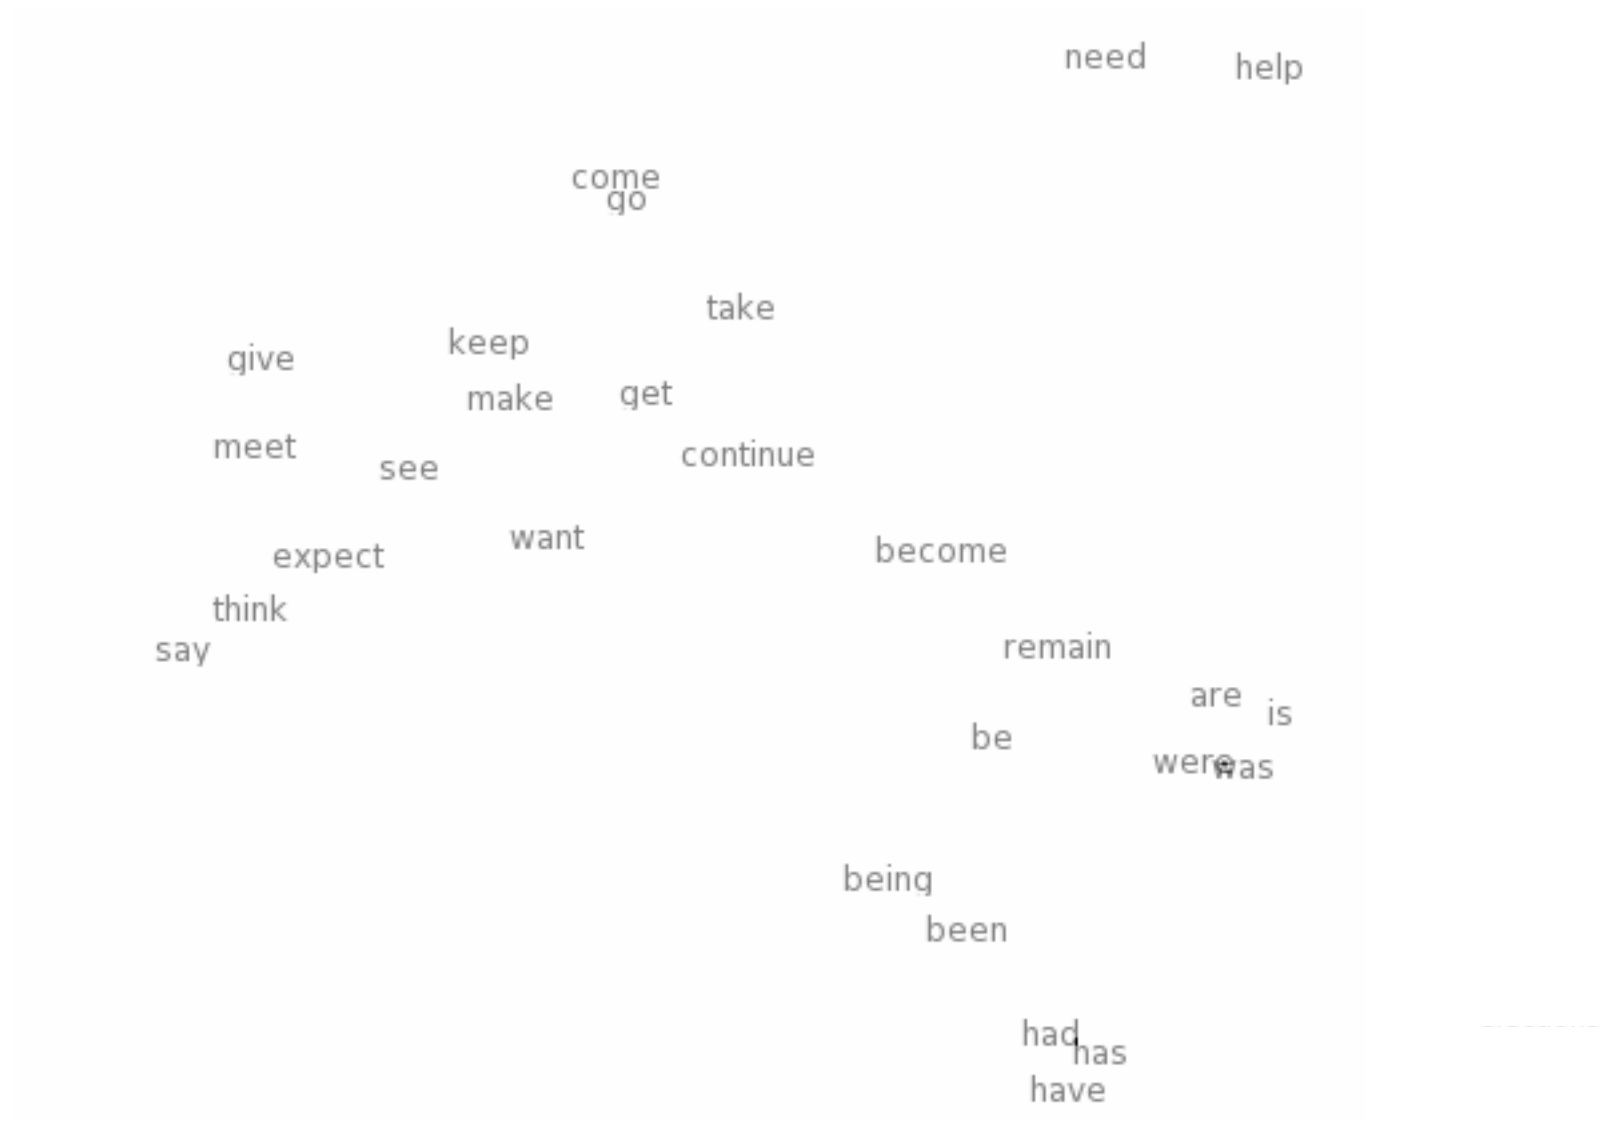 need
help
come
go
take
keep
give
make
get
meet
see
continue
want
become
expect
think
say
remain
are
is
be
were
was
being
been
had
has
have